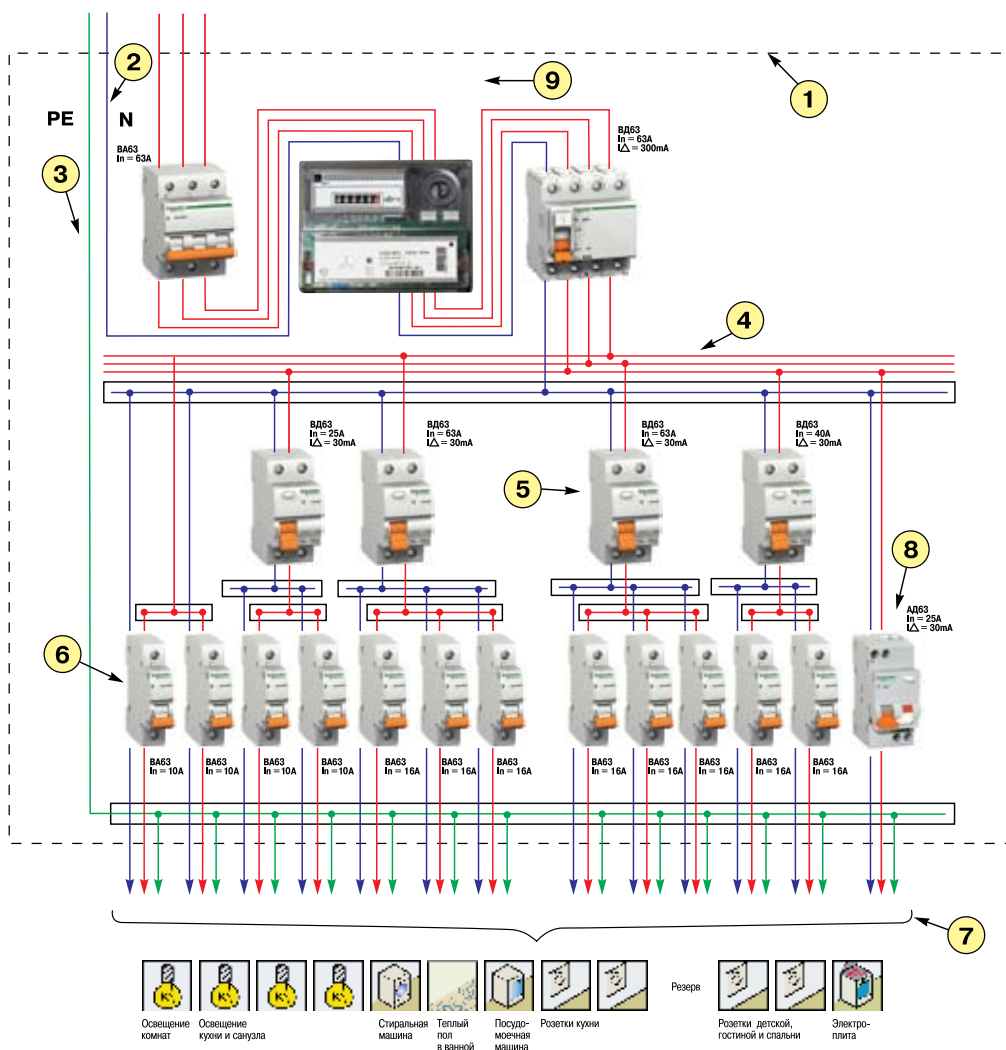 2
9
1
PE
N
ВА63
In = 63A
ВД63
In = 63A
I△ = 300mA
3
4
ВД63
In = 25A
I△ = 30mA
ВД63
In = 63A
I△ = 30mA
ВД63
In = 63A
I△ = 30mA
ВД63
In = 40A
I△ = 30mA
5
8
АД63
In = 25A
I△ = 30mA
6
ВА63
In = 10A
ВА63
In = 10A
ВА63
In = 10A
ВА63
In = 10A
ВА63
In = 16A
ВА63
In = 16A
ВА63
In = 16A
ВА63
In = 16A
ВА63
In = 16A
ВА63
In = 16A
ВА63
In = 16A
ВА63
In = 16A
7
Освещение
комнат
Освещение
кухни и санузла
Стиральная
машина
Теплый
пол
в ванной
Посудо-
моечная
машина
Розетки кухни
Резерв
Розетки детской,
гостиной и спальни
Электро-
плита